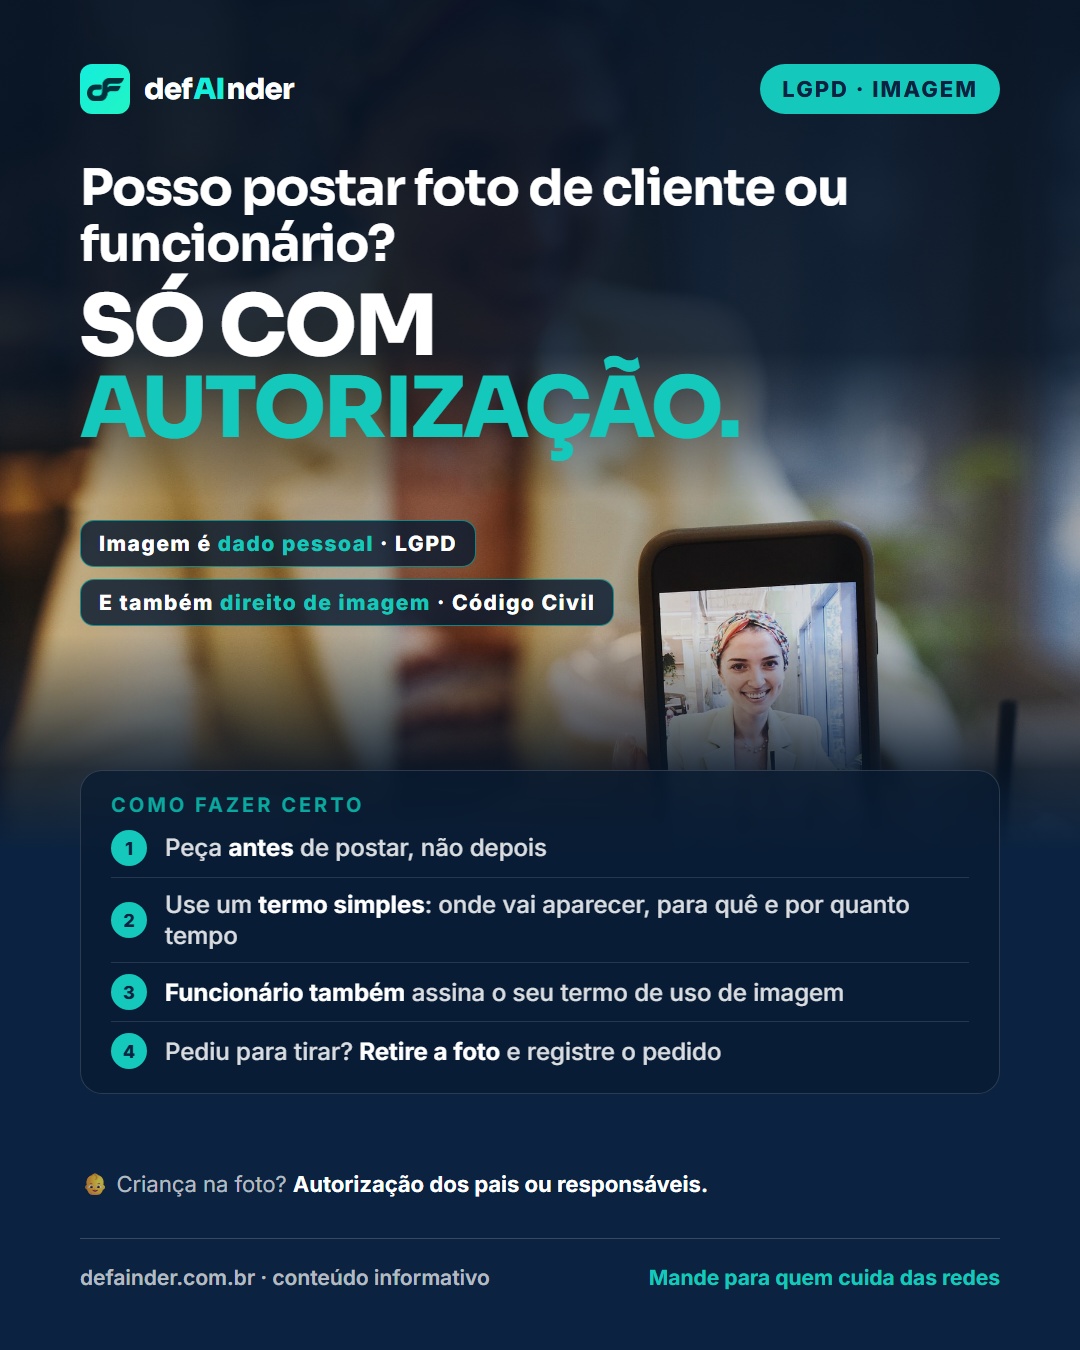 defAInder
LGPD · IMAGEM
Posso postar foto de cliente ou
funcionário?
SÓ COM
AUTORIZAÇÃO.
Imagem é dado pessoal · LGPD
E também direito de imagem · Código Civil
COMO FAZER CERTO
1 Peça antes de postar, não depois
2 Use um termo simples: onde vai aparecer, para quê e por quanto
tempo
3 Funcionário também assina o seu termo de uso de imagem
4 Pediu para tirar? Retire a foto e registre o pedido
Criança na foto? Autorização dos pais ou responsáveis.
defainder.com.br · conteúdo informativo
Mande para quem cuida das redes